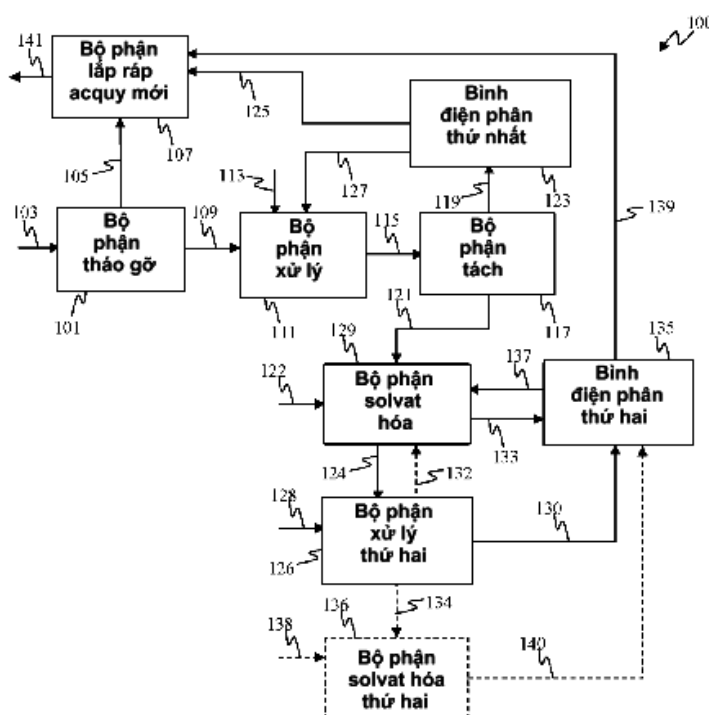 100
141
Bộ phận
lắp ráp
acquy mới
125
Bình
điện phân
thứ nhất
105
107
113
127
119
123
139
103
Bộ
phận
tháo gỡ
109
Bộ
phận
xử lý
115
Bộ
phận
tách
101
111
121
117
129
135
122
Bộ phận
solvat
hóa
137
Bình
điện phân
thứ hai
133
124
132
128
Bộ phận
xử lý
thứ hai
130
126
136
134
138
Bộ phận
solvat hóa
thứ hai
140